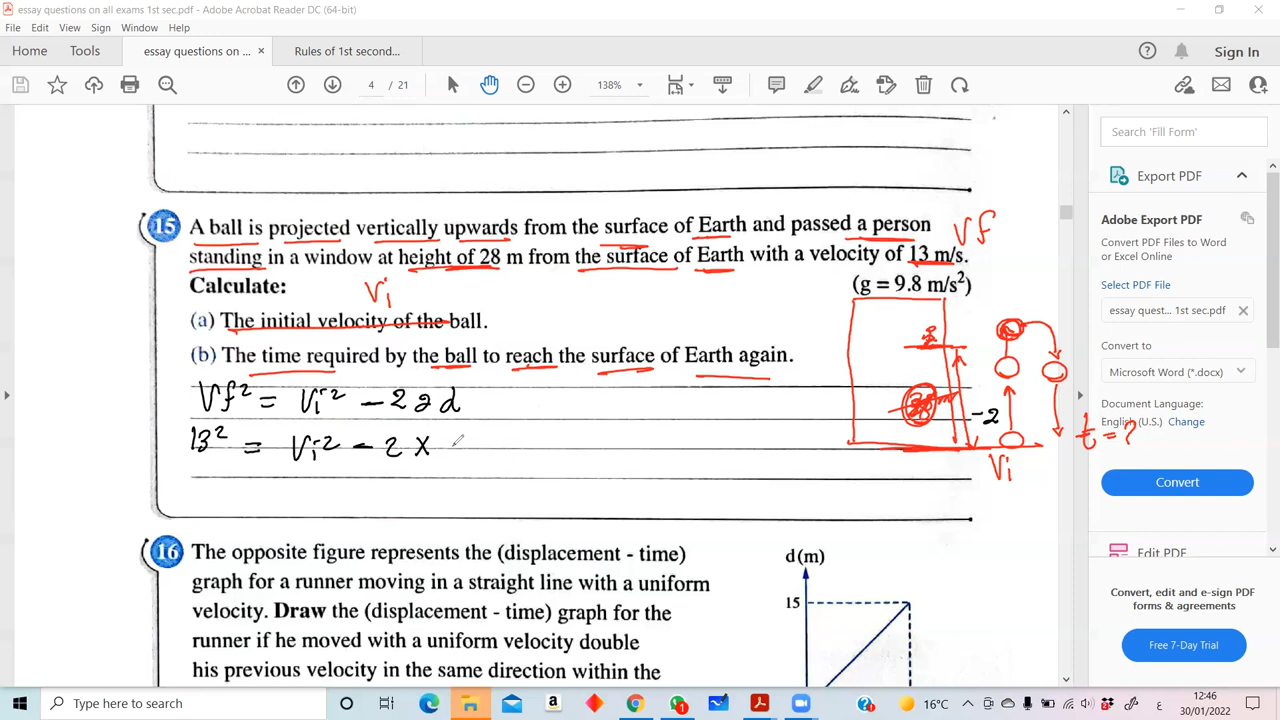 essay questions on all exams 1st sec.pdf - Adobe Acrobat Reader DC (64-bit)
File Edit View Sign Window Help
Home Tools essay questions on ... × Rules of 1st second... Sign In
4 / 21 138%
15 A ball is projected vertically upwards from the surface of Earth and passed a person
Vf
standing in a window at height of 28 m from the surface of Earth with a velocity of 13 m/s.
Calculate: (g = 9.8 m/s²)
Vi
(a) The initial velocity of the ball.
(b) The time required by the ball to reach the surface of Earth again.
Vf² = Vi² - 2 a d
13² = Vi² - 2 X
-2
t = ?
Vi
16 The opposite figure represents the (displacement - time)
graph for a runner moving in a straight line with a uniform
velocity. Draw the (displacement - time) graph for the
runner if he moved with a uniform velocity double
his previous velocity in the same direction within the
d (m)
15
Search 'Fill Form'
Export PDF
Adobe Export PDF
Convert PDF Files to Word
or Excel Online
Select PDF File
essay quest... 1st sec.pdf ×
Convert to
Microsoft Word (*.docx)
Document Language:
English (U.S.) Change
Convert
Edit PDF
Convert, edit and e-sign PDF
forms & agreements
Free 7-Day Trial
Type here to search
16°C
ع
12:46
30/01/2022